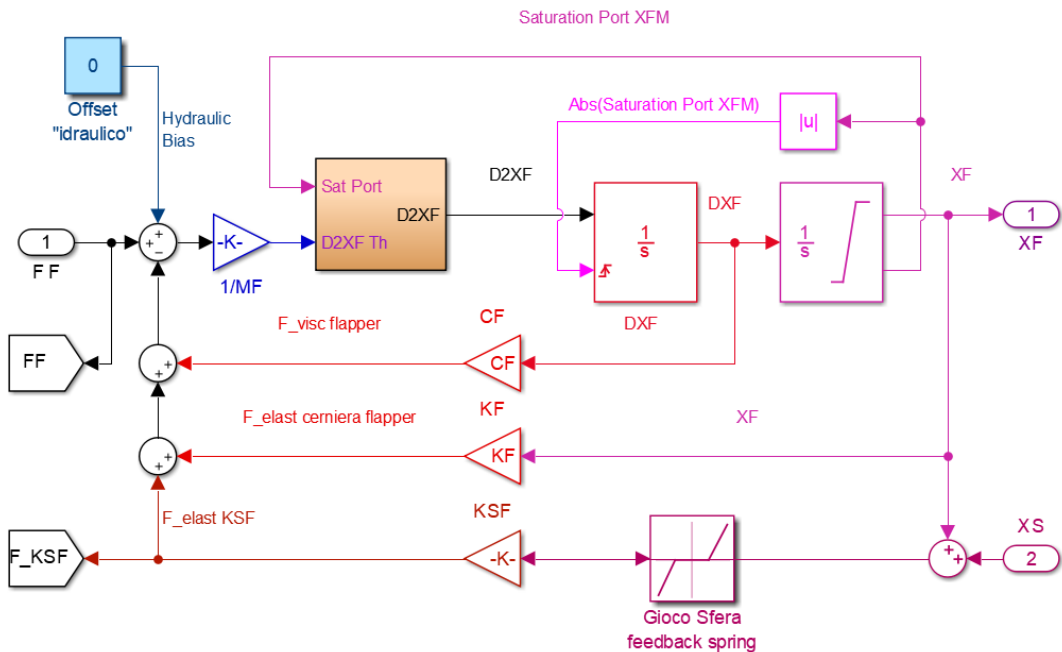 Saturation Port XFM
0
Offset
"idraulico"
Hydraulic
Bias
Abs(Saturation Port XFM)
|u|
Sat Port
D2XF
D2XF Th
D2XF
1
s
DXF
1
s
XF
1
XF
1
FF
+
+
−
-K-
1/MF
DXF
F_visc flapper
CF
CF
FF
+
+
F_elast cerniera flapper
KF
KF
XF
+
+
F_elast KSF
KSF
-K-
F_KSF
Gioco Sfera
feedback spring
+
+
XS
2